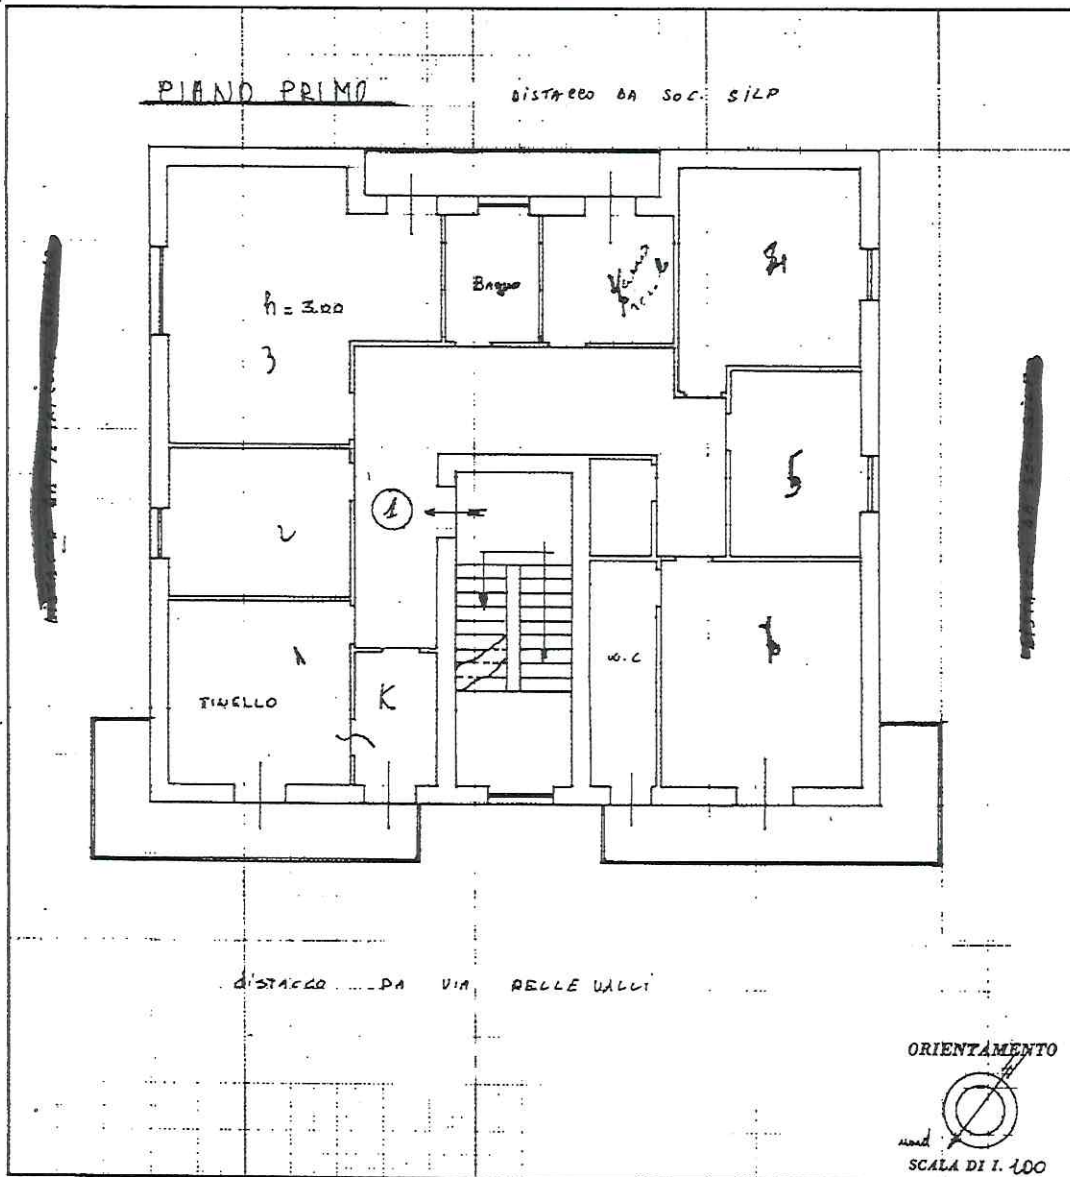 PIANO PRIMO
DISTACCO DA SOC. SILP
h = 3.00
3
Bagno
4
5
2
1
1
TINELLO
K
W.C
6
DISTACCO DA VIA DELLE VALLI
ORIENTAMENTO
SCALA DI 1. 100